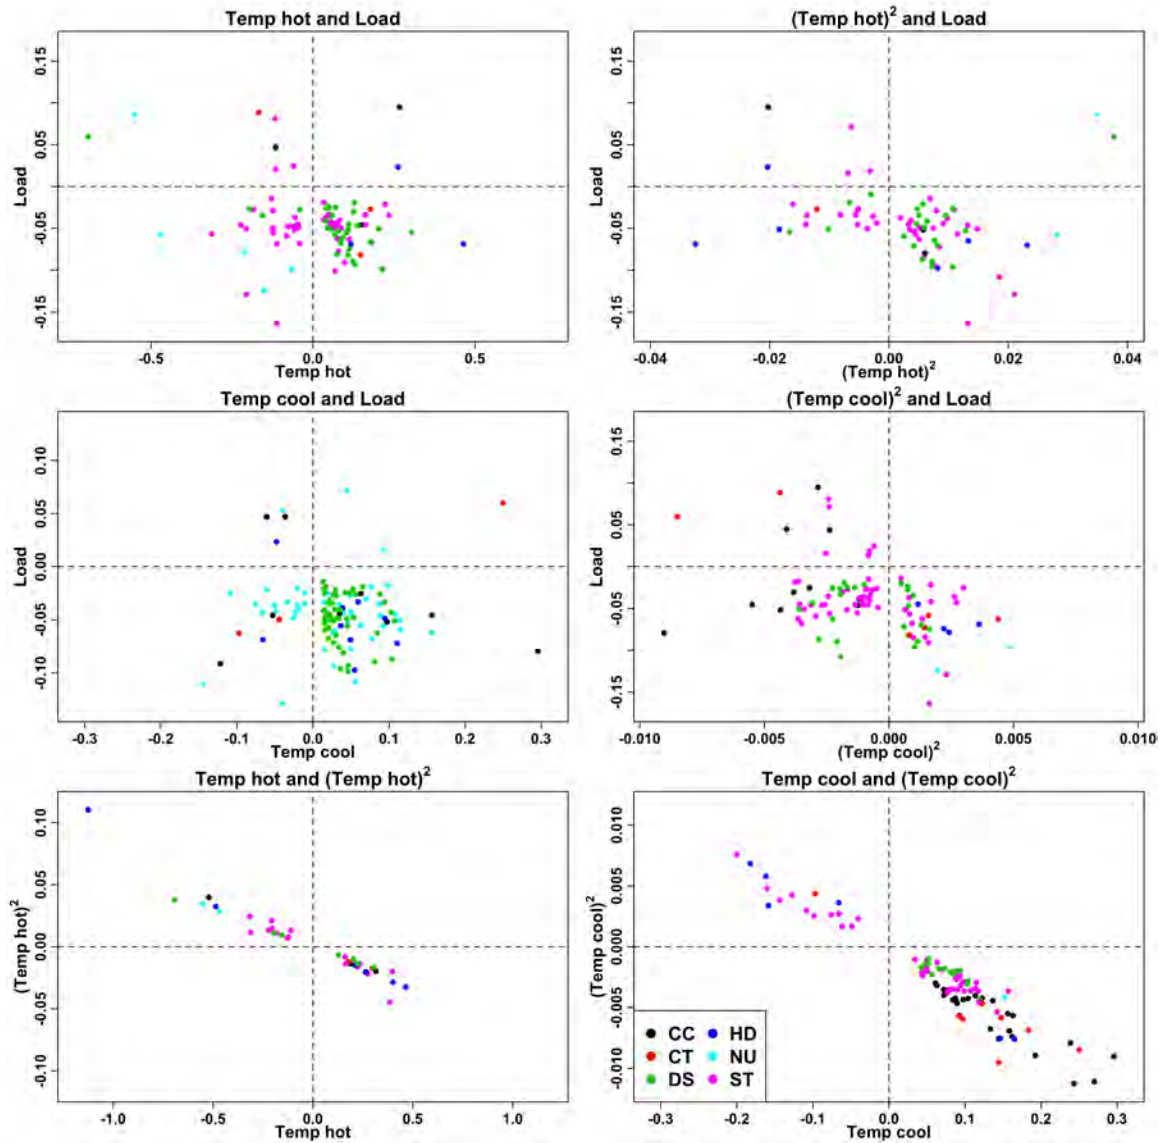 Temp hot and Load
(Temp hot)² and Load
Load
0.15
0.05
-0.05
-0.15
-0.5
0.0
0.5
Temp hot
Load
0.15
0.05
-0.05
-0.15
-0.04
-0.02
0.00
0.02
0.04
(Temp hot)²
Temp cool and Load
(Temp cool)² and Load
Load
0.10
0.05
0.00
-0.05
-0.10
-0.3
-0.2
-0.1
0.0
0.1
0.2
0.3
Temp cool
Load
0.15
0.05
-0.05
-0.15
-0.010
-0.005
0.000
0.005
0.010
(Temp cool)²
Temp hot and (Temp hot)²
Temp cool and (Temp cool)²
(Temp hot)²
0.10
0.05
0.00
-0.05
-0.10
-1.0
-0.5
0.0
0.5
1.0
Temp hot
(Temp cool)²
0.010
0.005
0.000
-0.005
-0.010
CC
HD
CT
NU
DS
ST
-0.3
-0.2
-0.1
0.0
0.1
0.2
0.3
Temp cool